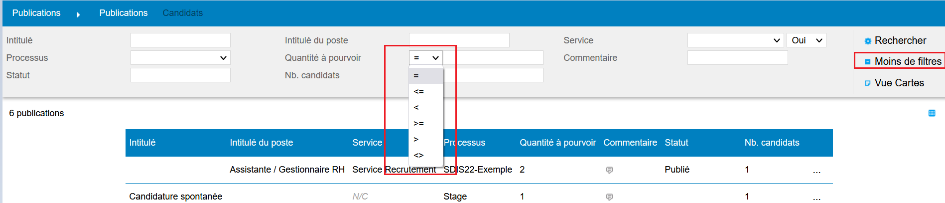 Publications Publications Candidats
Intitulé Intitulé du poste Service Oui Rechercher
Processus Quantité à pourvoir = Commentaire Moins de filtres
Statut Nb. candidats = Vue Cartes
<=
<
>=
>
<>
6 publications
Intitulé Intitulé du poste Service Processus Quantité à pourvoir Commentaire Statut Nb. candidats
Assistante / Gestionnaire RH Service Recrutement SDIS22-Exemple 2 Publié 1 ...
Candidature spontanée N/C Stage 1 1 ...